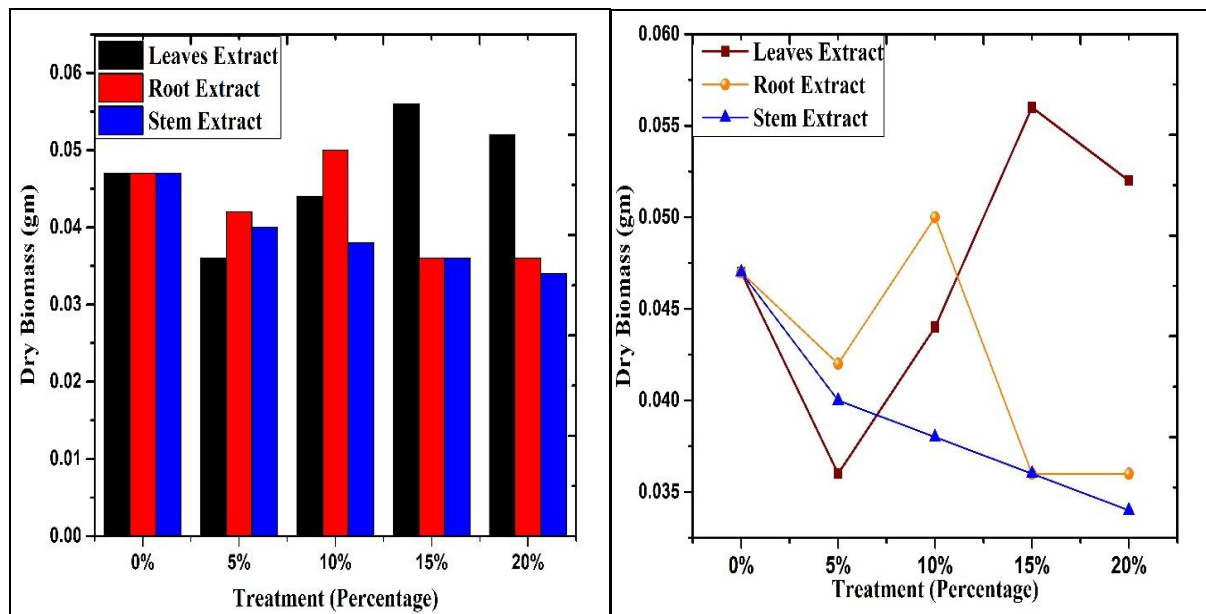 Leaves Extract
Root Extract
Stem Extract
0.06
0.05
0.04
0.03
0.02
0.01
0.00
Dry Biomass (gm)
0% 5% 10% 15% 20%
Treatment (Percentage)
0.060
0.055
0.050
0.045
0.040
0.035
Leaves Extract
Root Extract
Stem Extract
Dry Biomass (gm)
0% 5% 10% 15% 20%
Treatment (Percentage)